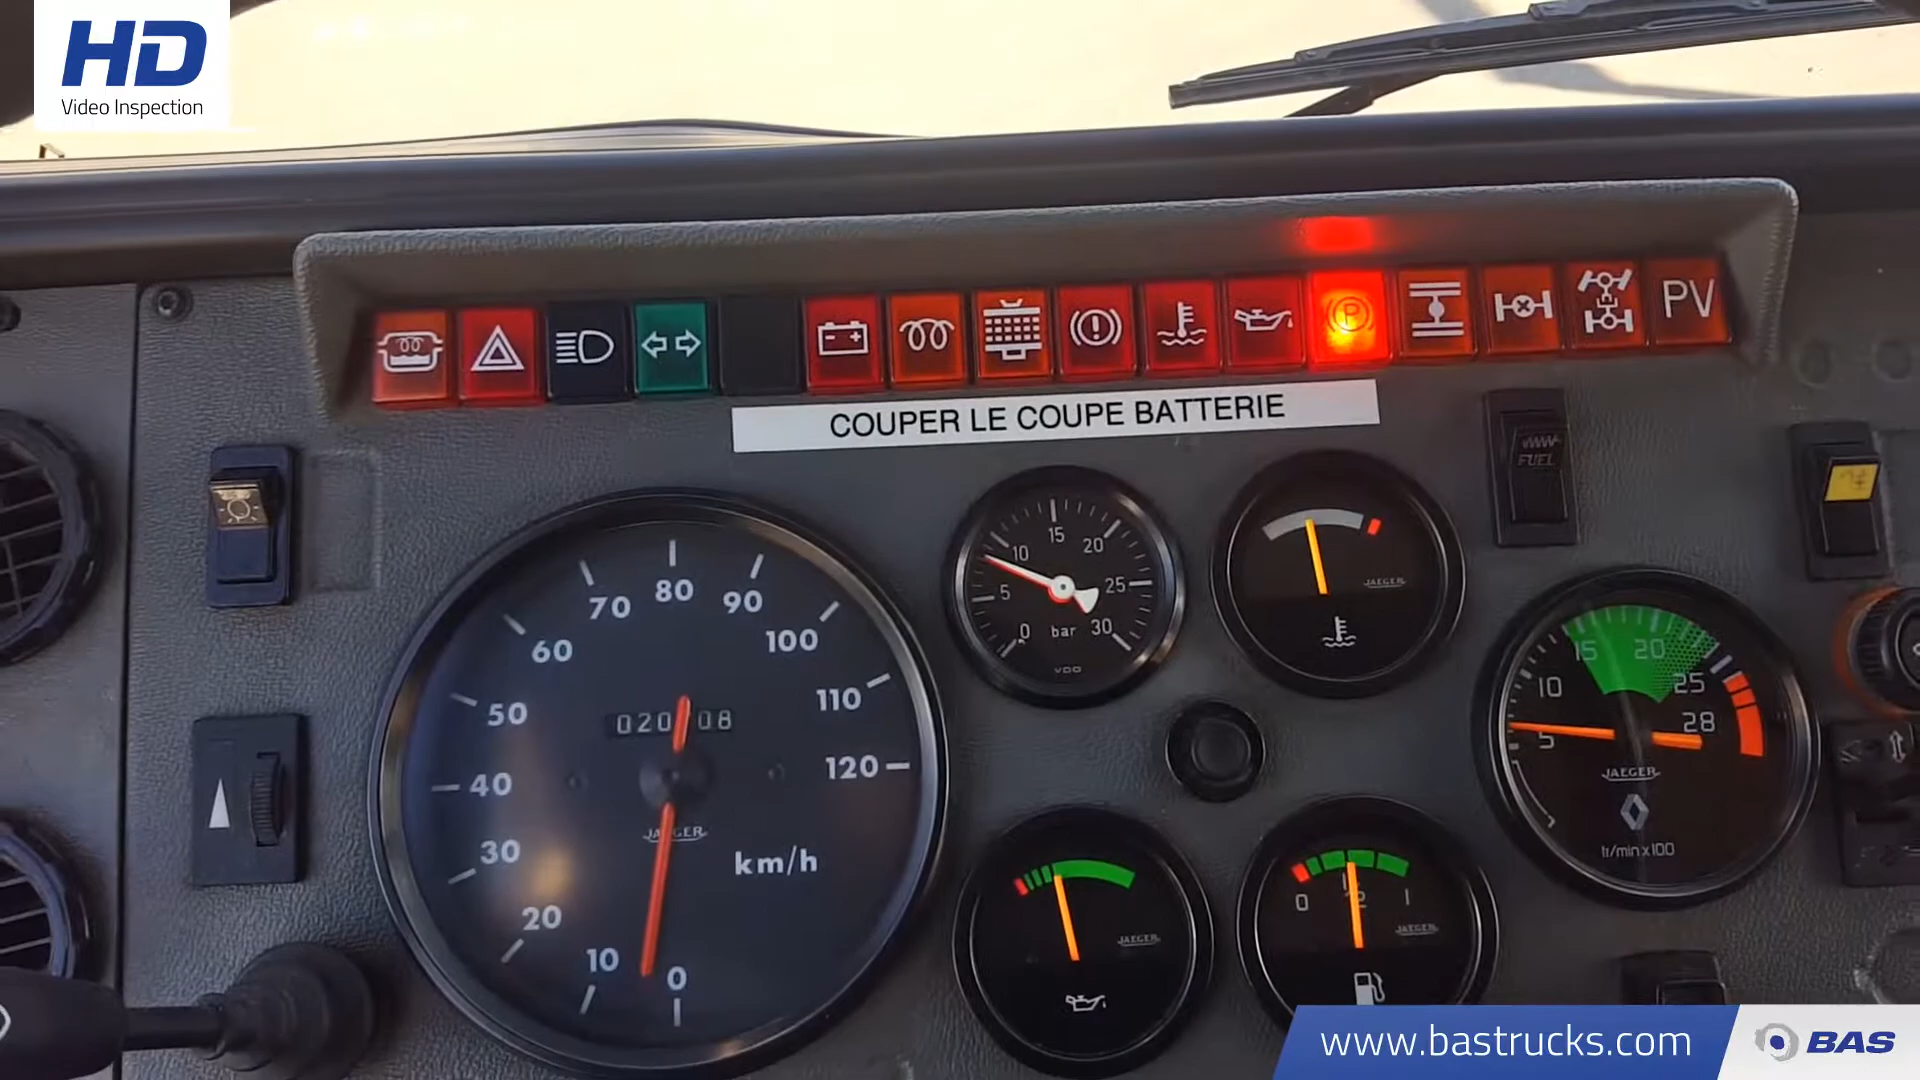 HD
Video Inspection
PV
COUPER LE COUPE BATTERIE
FUEL
0 10 20 30 40 50 60 70 80 90 100 110 120
JAEGER
km/h
0 5 10 15 20 25 30
bar
VDO
JAEGER
5 10 15 20 25 28
JAEGER
tr/min x 100
JAEGER
0 1
JAEGER
www.bastrucks.com
BAS